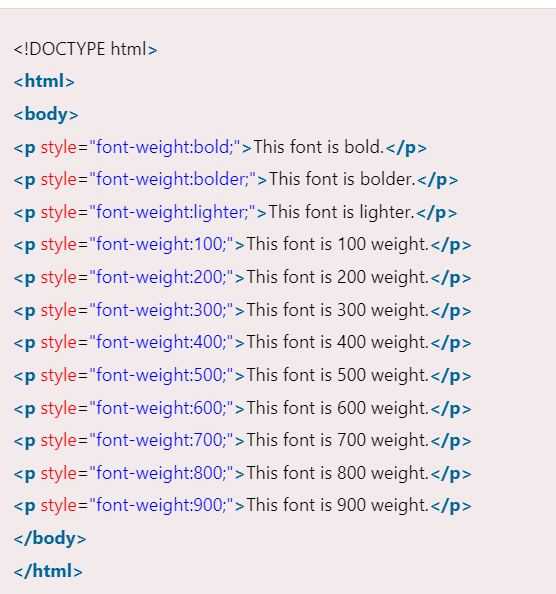 <!DOCTYPE html>
<html>
<body>
<p style="font-weight:bold;">This font is bold.</p>
<p style="font-weight:bolder;">This font is bolder.</p>
<p style="font-weight:lighter;">This font is lighter.</p>
<p style="font-weight:100;">This font is 100 weight.</p>
<p style="font-weight:200;">This font is 200 weight.</p>
<p style="font-weight:300;">This font is 300 weight.</p>
<p style="font-weight:400;">This font is 400 weight.</p>
<p style="font-weight:500;">This font is 500 weight.</p>
<p style="font-weight:600;">This font is 600 weight.</p>
<p style="font-weight:700;">This font is 700 weight.</p>
<p style="font-weight:800;">This font is 800 weight.</p>
<p style="font-weight:900;">This font is 900 weight.</p>
</body>
</html>